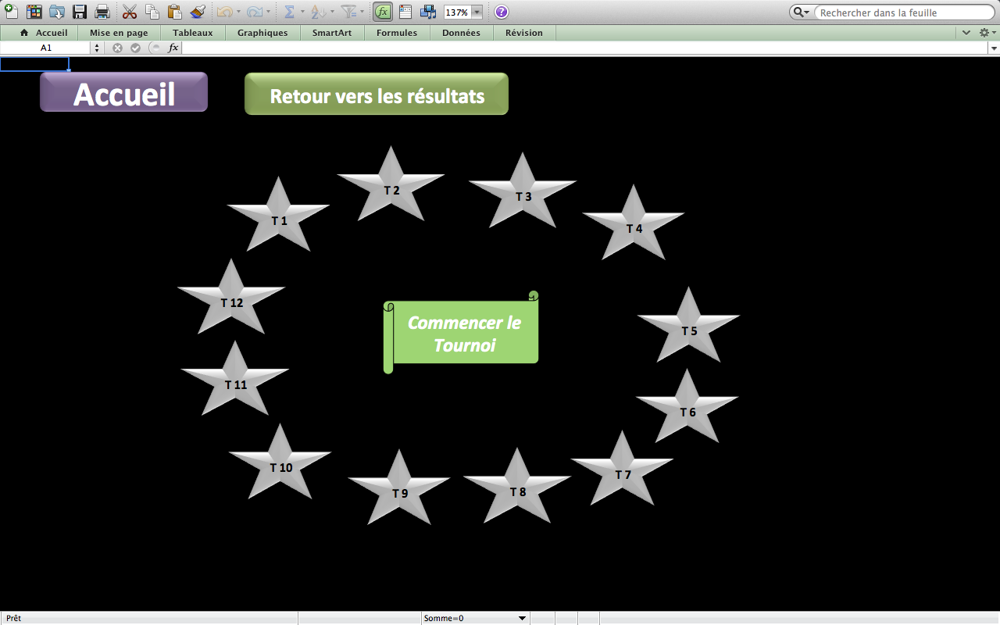 137%
Rechercher dans la feuille
Accueil
Mise en page
Tableaux
Graphiques
SmartArt
Formules
Données
Révision
A1
fx
Accueil
Retour vers les résultats
T 2
T 3
T 1
T 4
T 12
Commencer le
Tournoi
T 5
T 11
T 6
T 10
T 7
T 9
T 8
Prêt
Somme=0